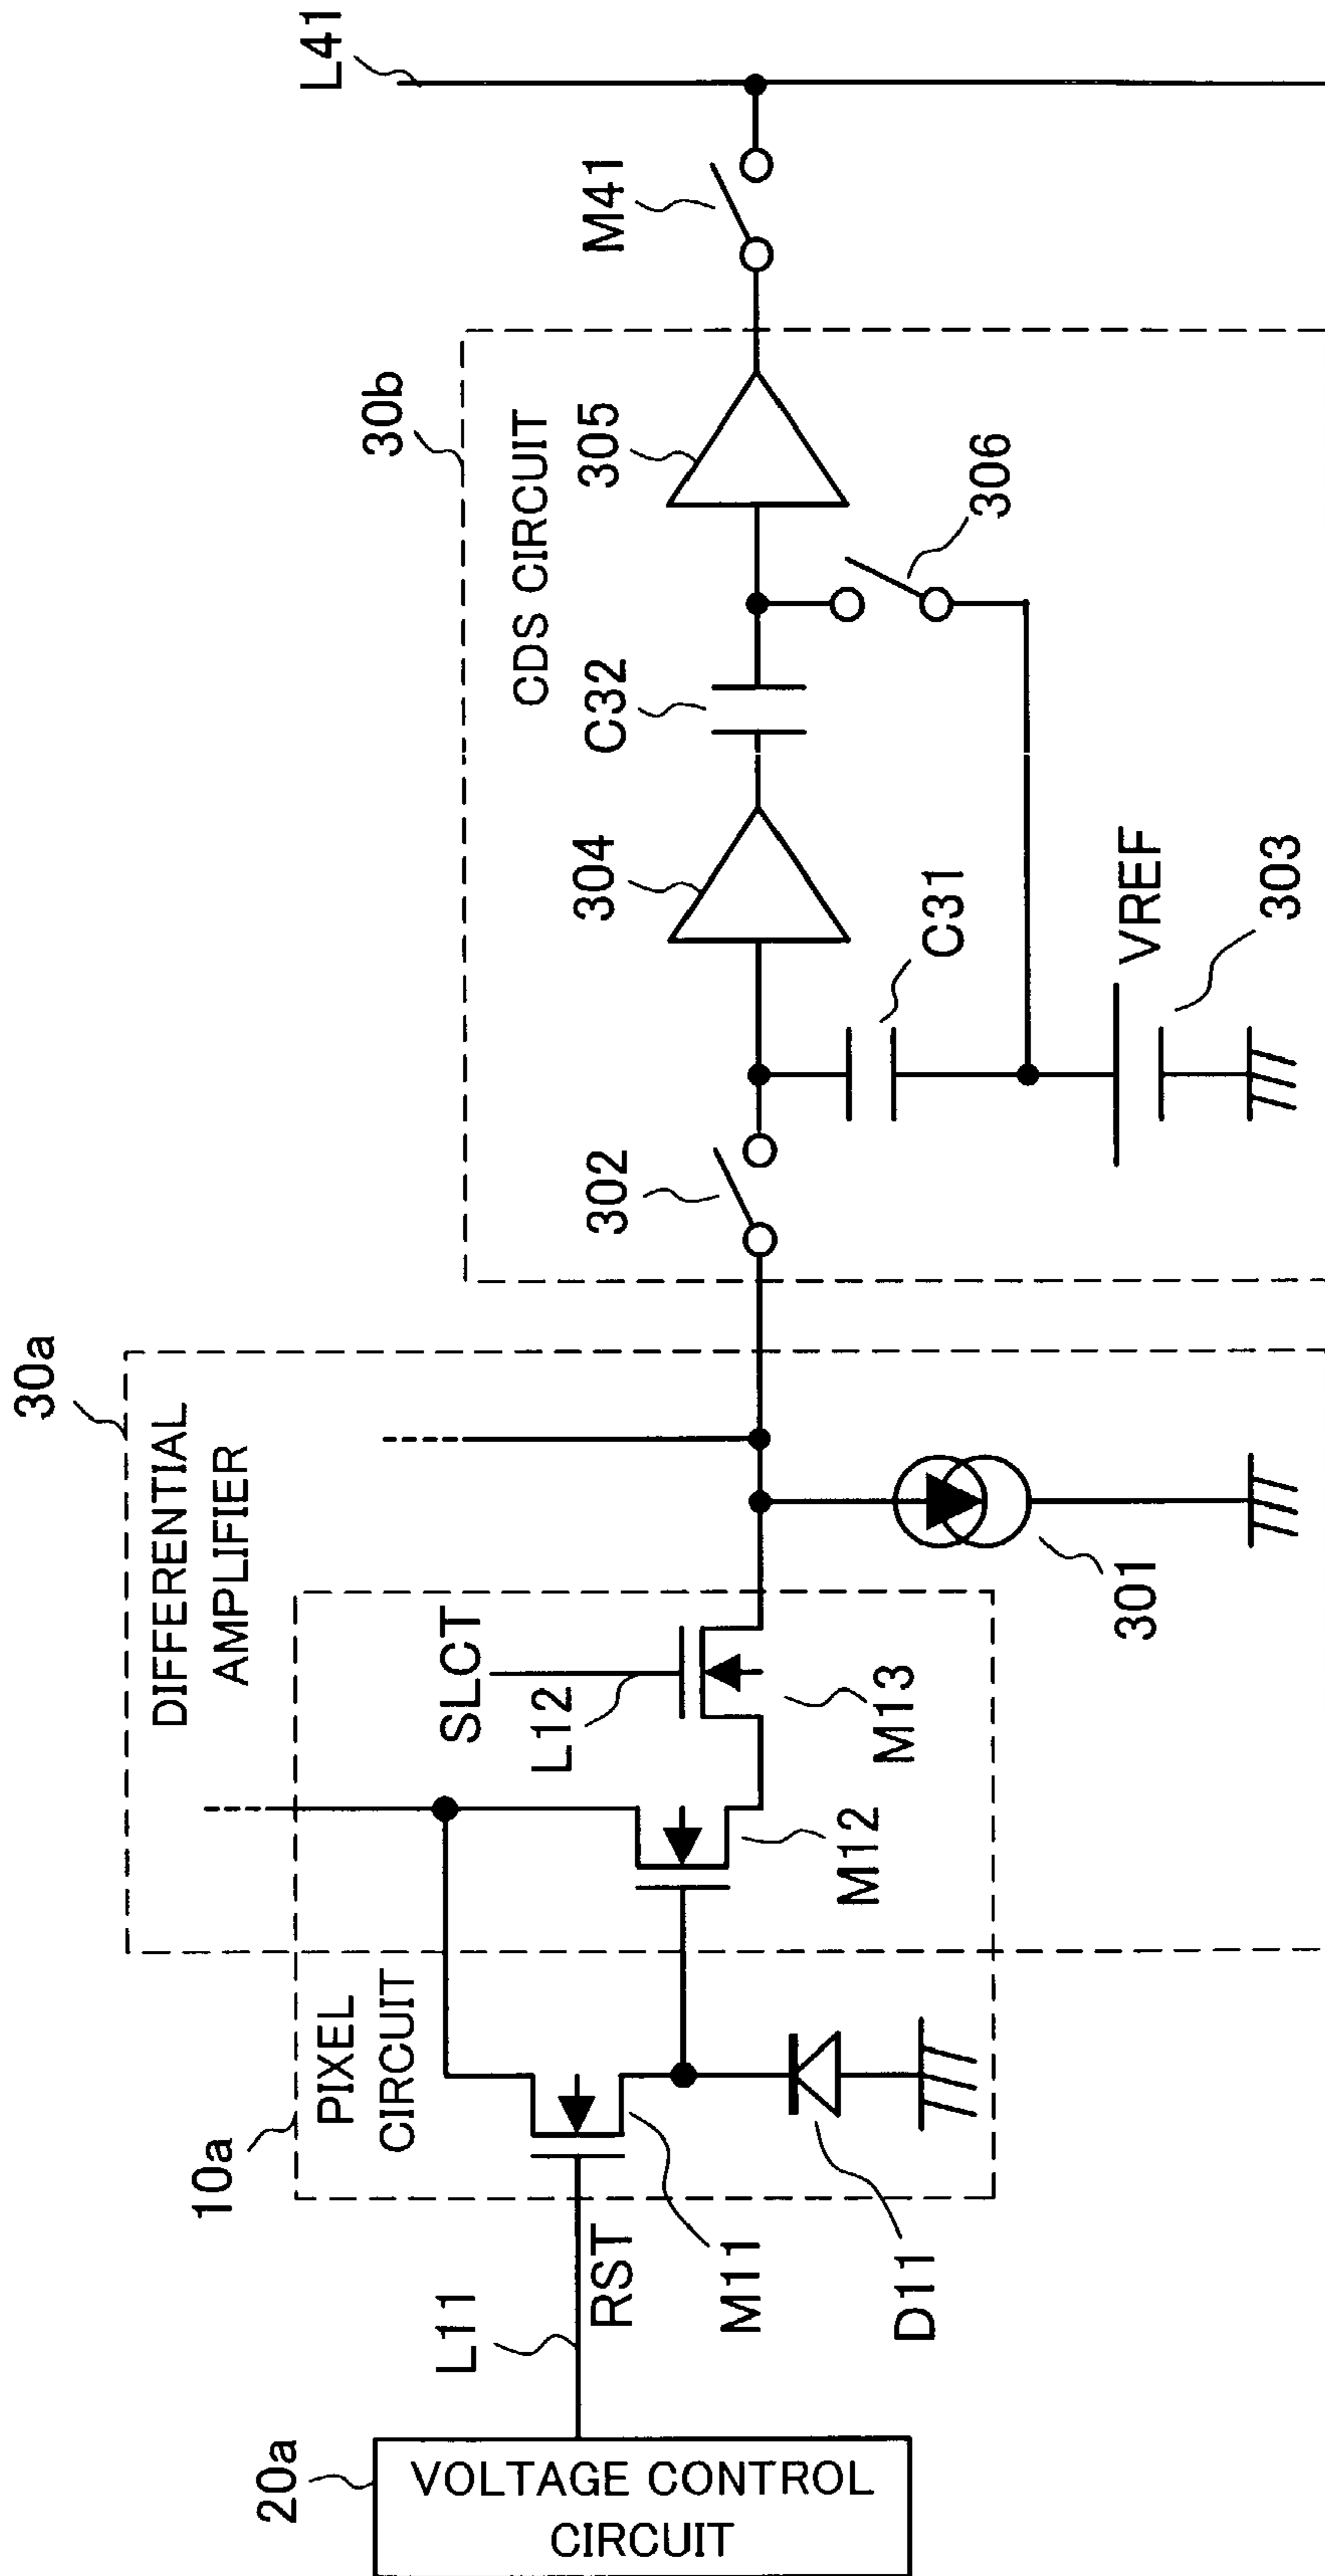 20a
VOLTAGE CONTROL
CIRCUIT
L11
RST
10a
PIXEL
CIRCUIT
M11
D11
30a
DIFFERENTIAL
AMPLIFIER
SLCT
L12
M12
M13
301
30b
CDS CIRCUIT
302
304
C31
VREF
303
C32
305
306
M41
L41